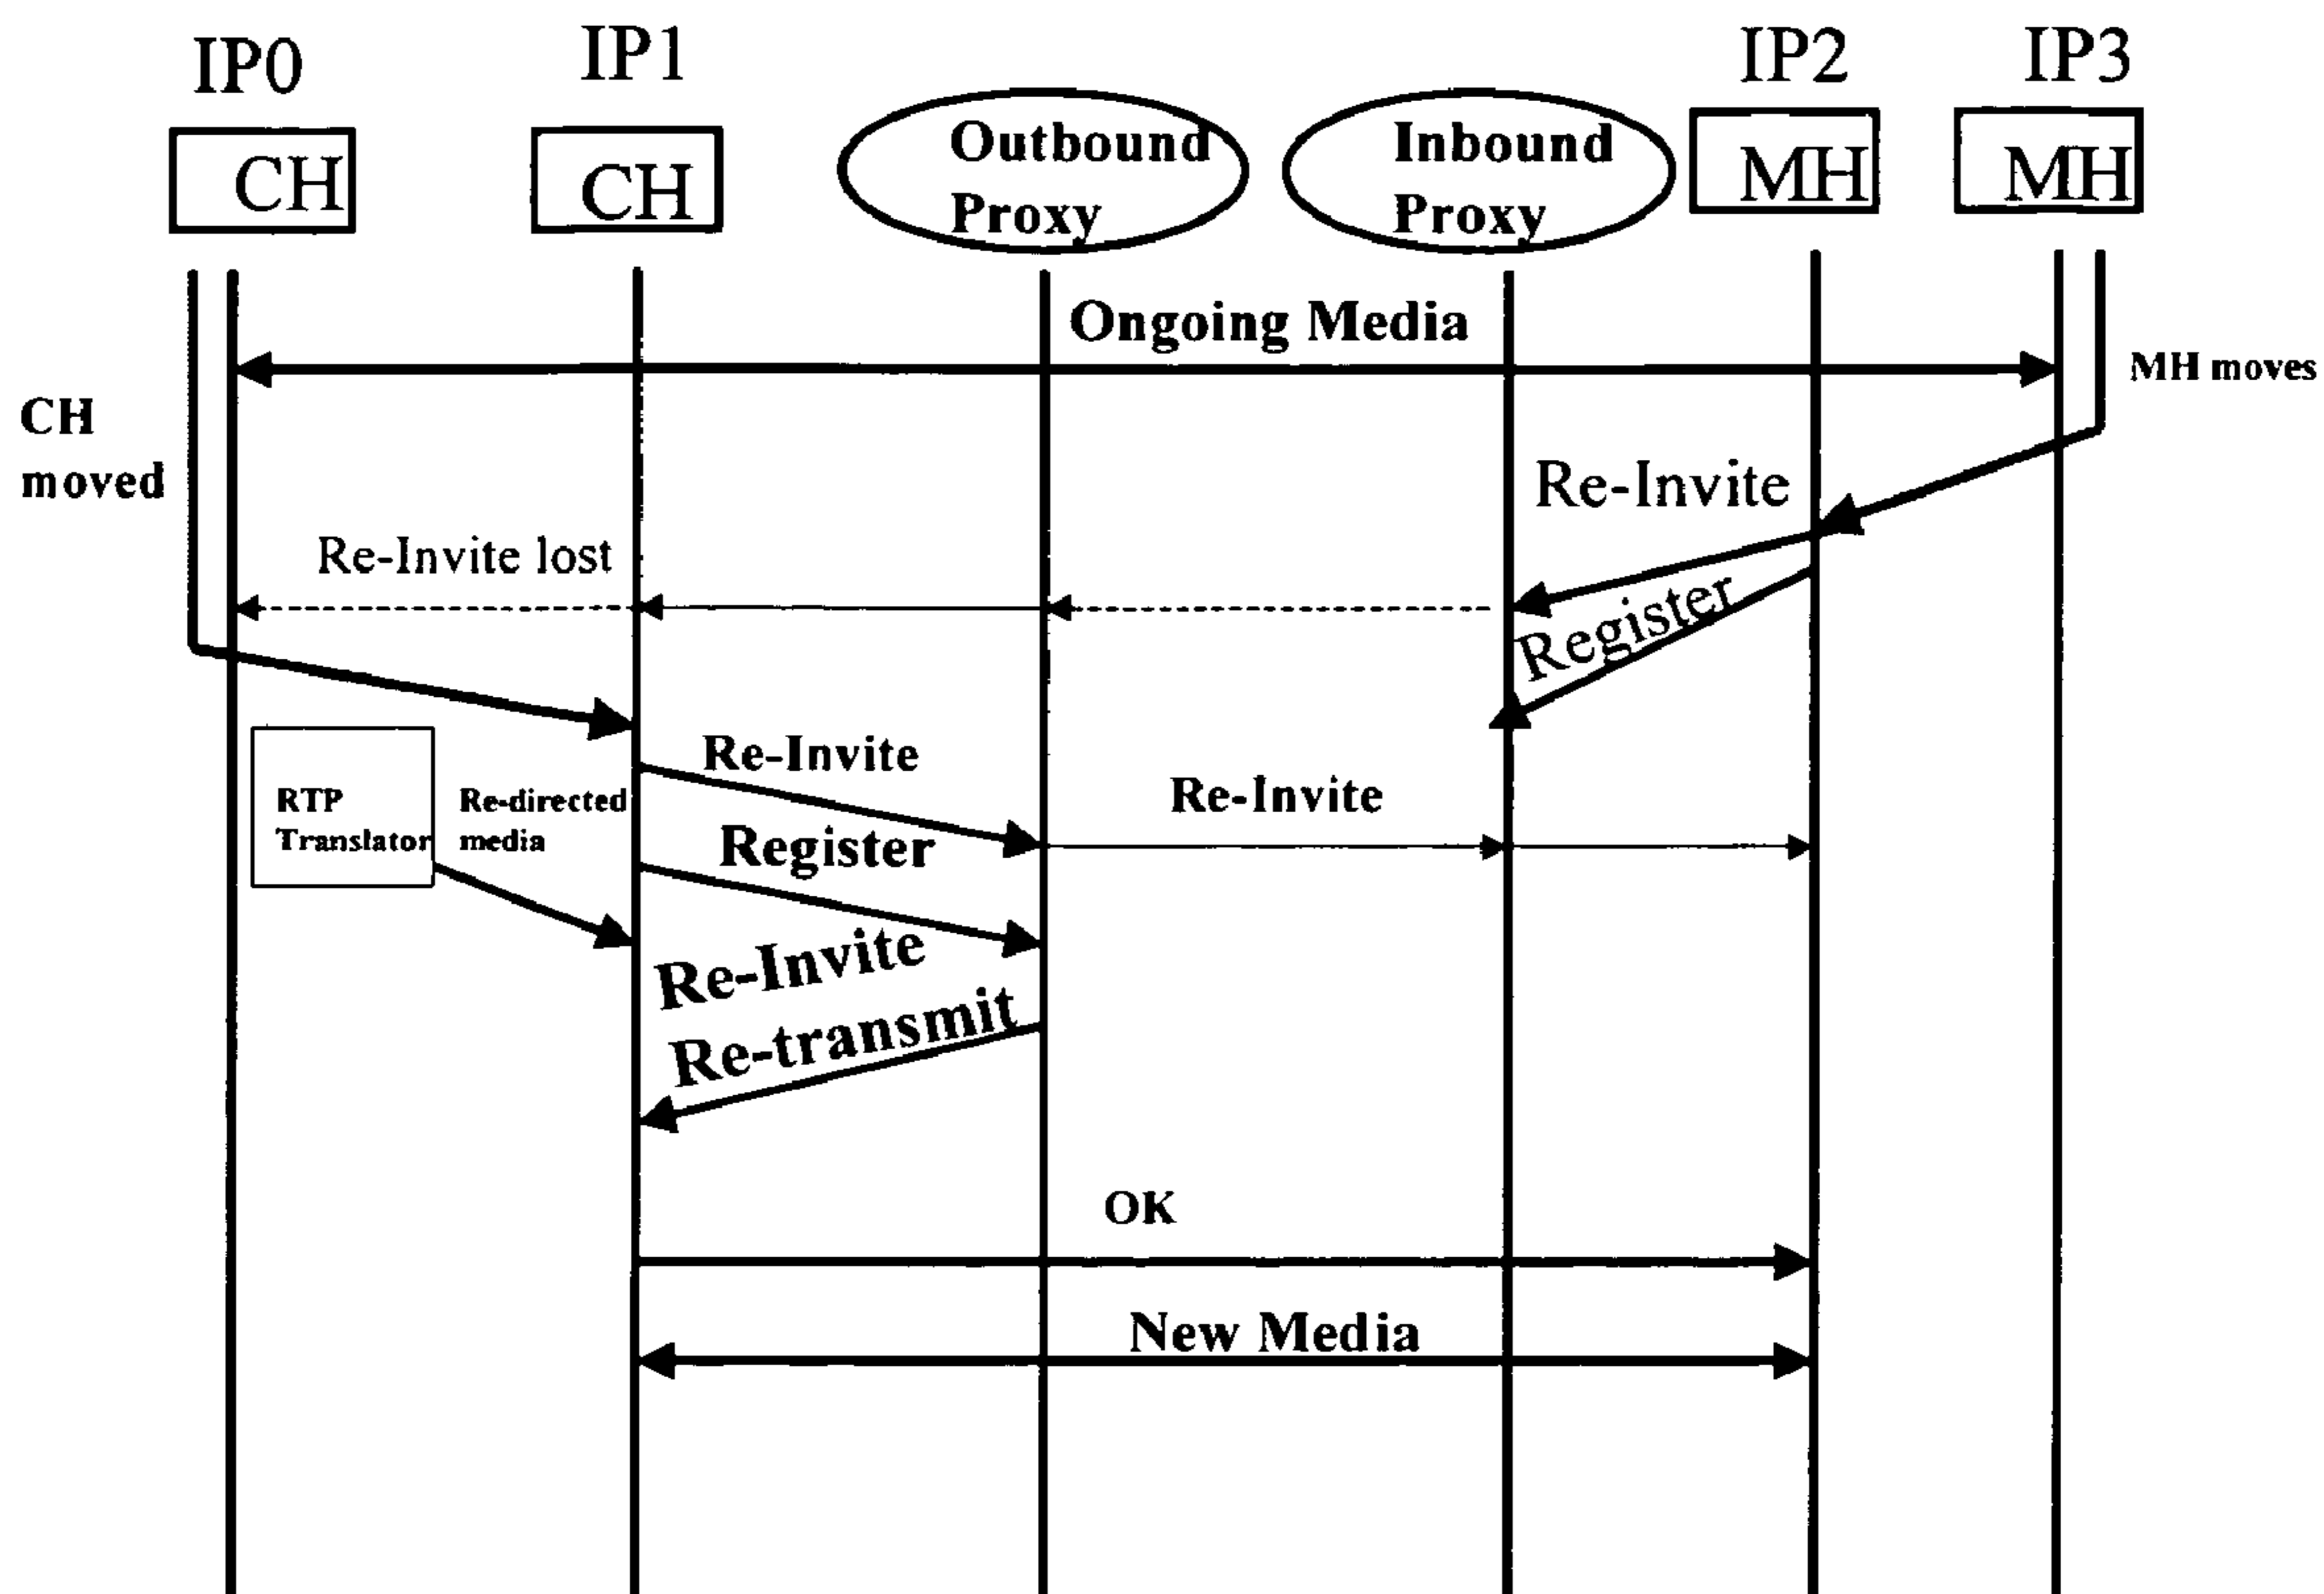 IP0
IP1
IP2
IP3
CH
CH
Outbound
Proxy
Inbound
Proxy
MH
MH
Ongoing Media
MH moves
CH
moved
Re-Invite
Re-Invite lost
Register
Re-Invite
Re-Invite
RTP
Translator
Re-directed
media
Register
Re-Invite
Re-transmit
OK
New Media